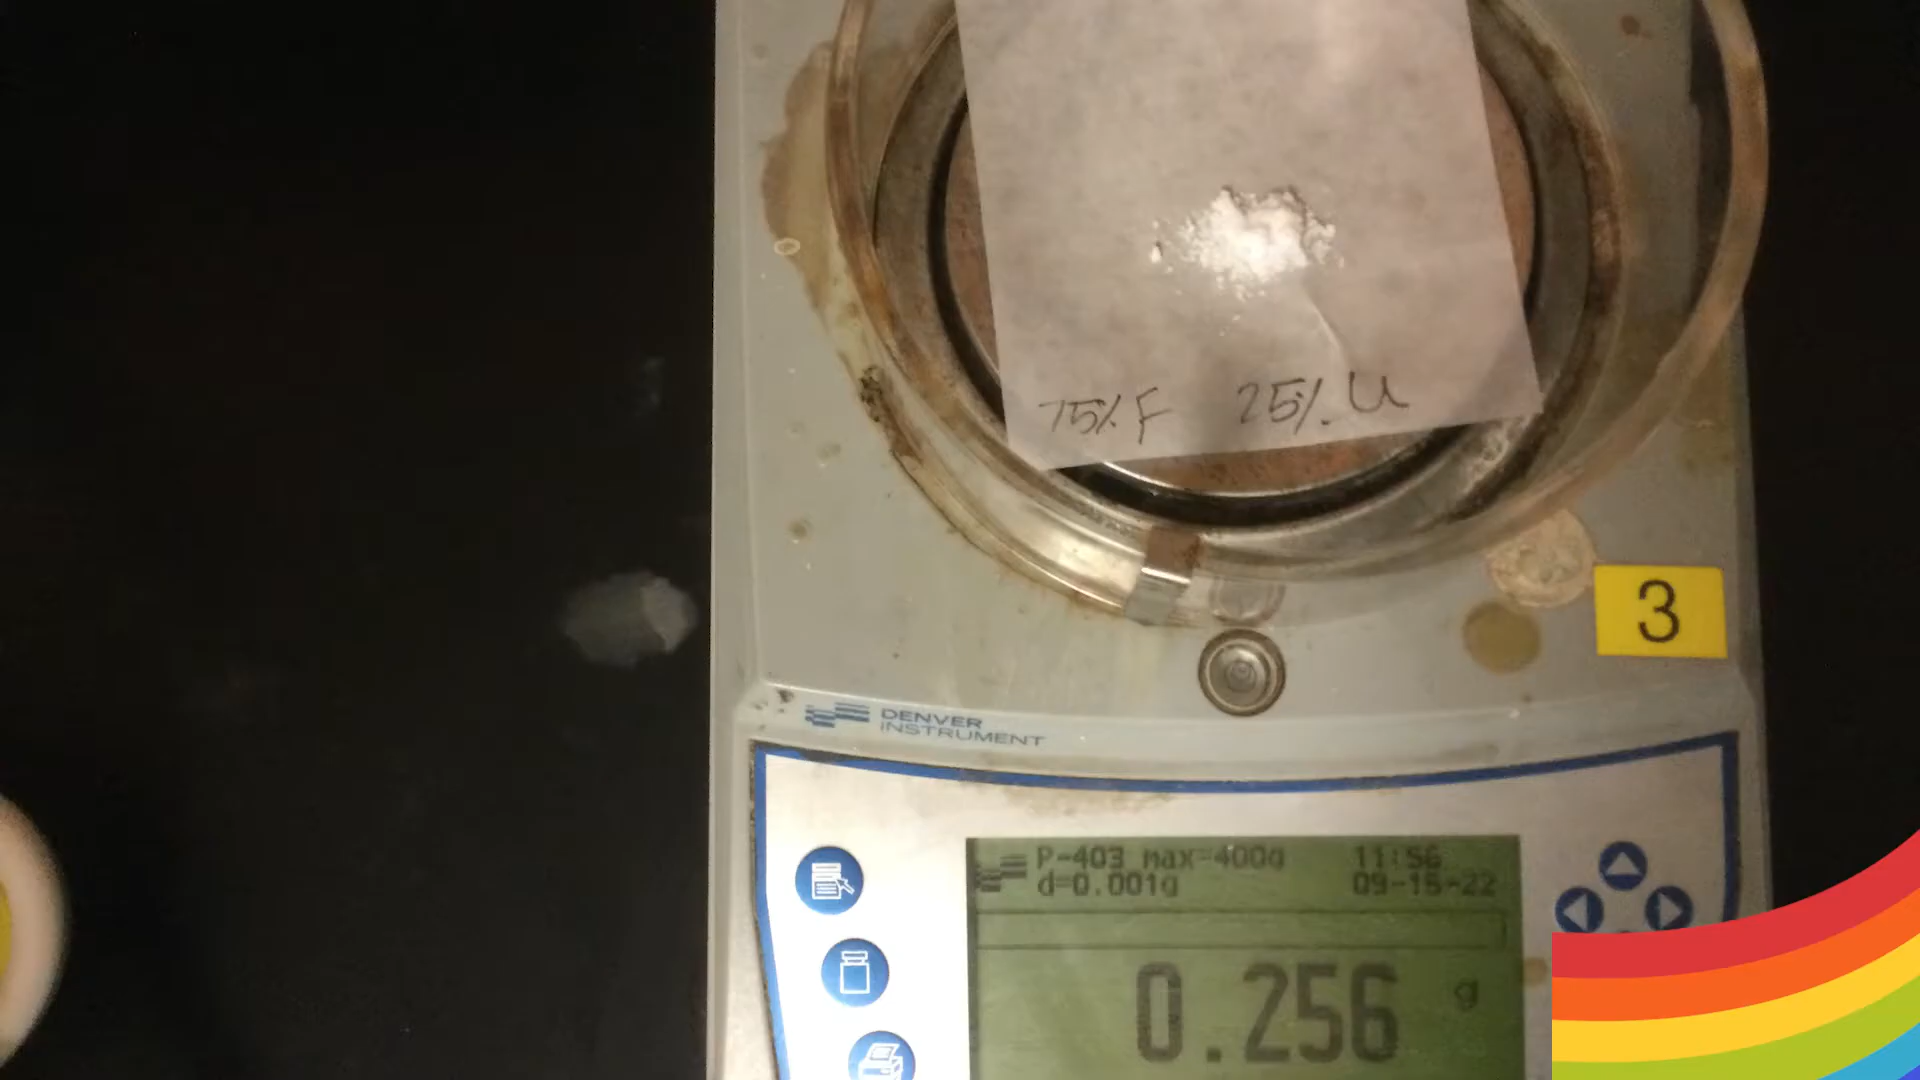 75% F 25% U
3
DENVER
INSTRUMENT
P-403 max=400g 11:56
d=0.001g 09-15-22
0.256 g